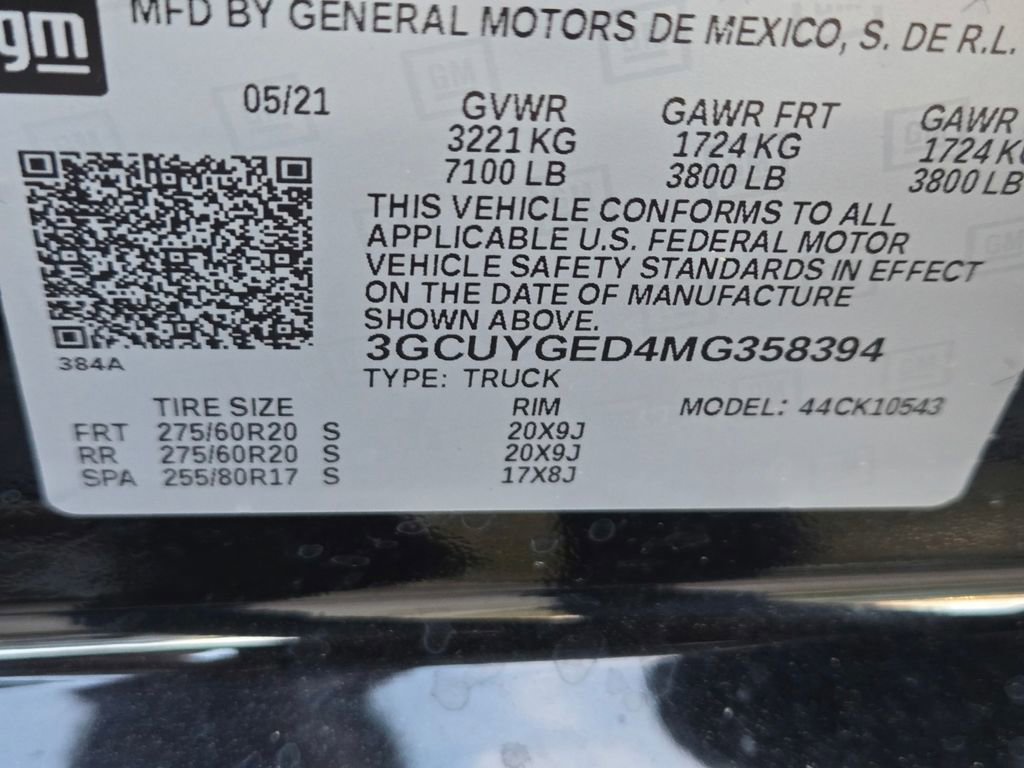 gm
MFD BY GENERAL MOTORS DE MEXICO, S. DE R.L.
05/21
GVWR GAWR FRT GAWR
3221 KG 1724 KG 1724 KG
7100 LB 3800 LB 3800 LB
THIS VEHICLE CONFORMS TO ALL
APPLICABLE U.S. FEDERAL MOTOR
VEHICLE SAFETY STANDARDS IN EFFECT
ON THE DATE OF MANUFACTURE
SHOWN ABOVE.
384A
3GCUYGED4MG358394
TYPE: TRUCK
TIRE SIZE RIM MODEL: 44CK10543
FRT 275/60R20 S 20X9J
RR 275/60R20 S 20X9J
SPA 255/80R17 S 17X8J